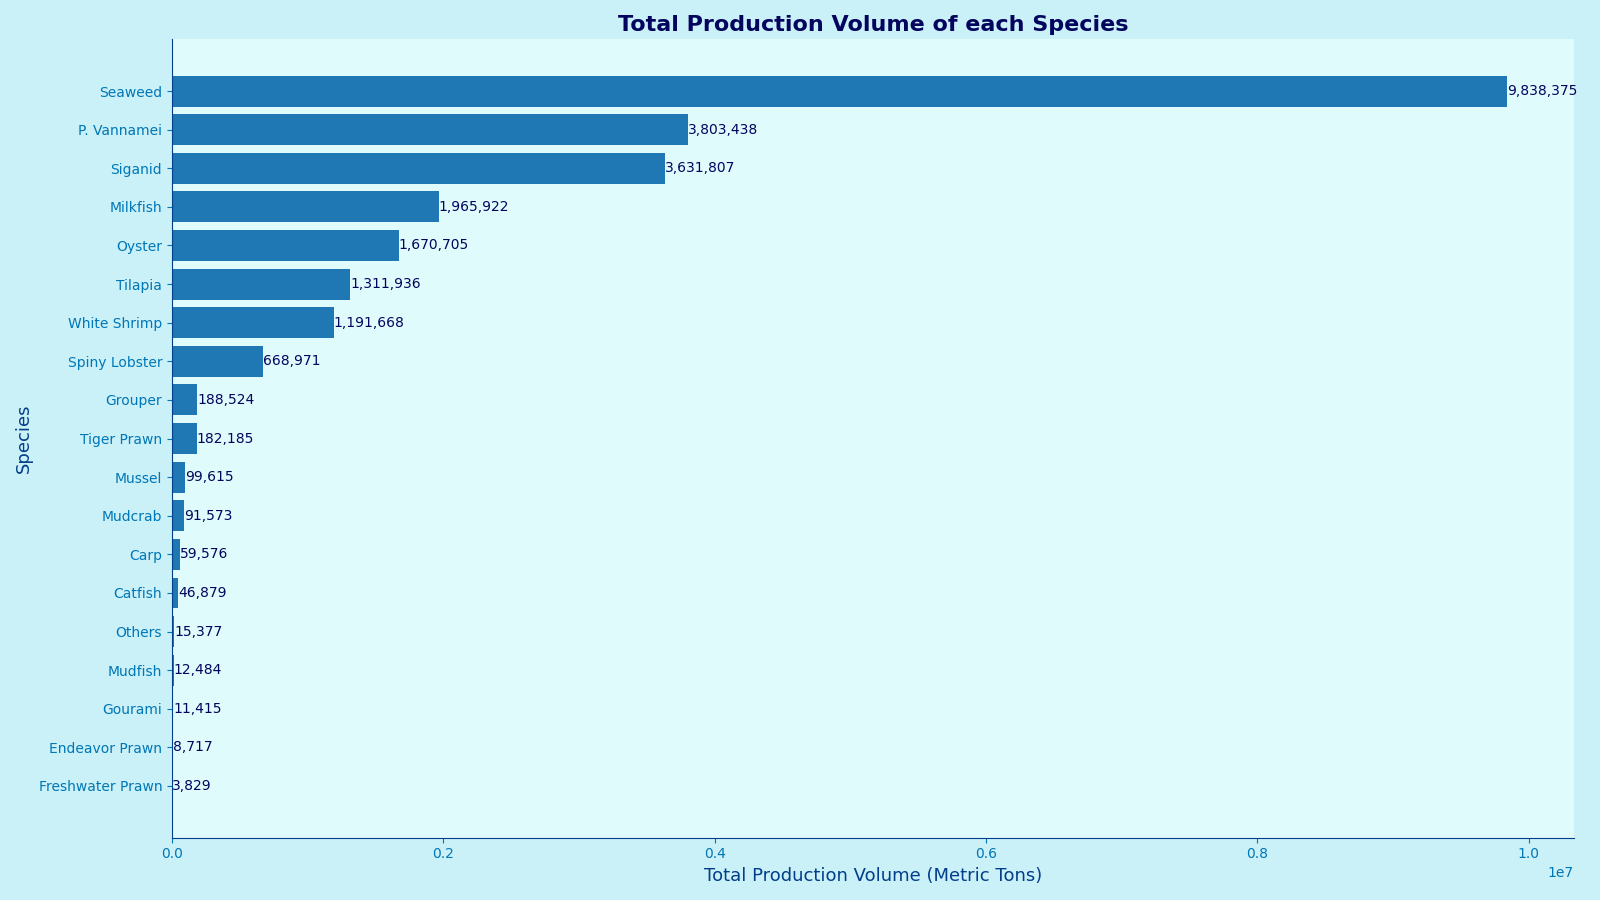 Total Production Volume of each Species
Species
Seaweed 9,838,375
P. Vannamei 3,803,438
Siganid 3,631,807
Milkfish 1,965,922
Oyster 1,670,705
Tilapia 1,311,936
White Shrimp 1,191,668
Spiny Lobster 668,971
Grouper 188,524
Tiger Prawn 182,185
Mussel 99,615
Mudcrab 91,573
Carp 59,576
Catfish 46,879
Others 15,377
Mudfish 12,484
Gourami 11,415
Endeavor Prawn 8,717
Freshwater Prawn 3,829
0.0 0.2 0.4 0.6 0.8 1.0
1e7
Total Production Volume (Metric Tons)